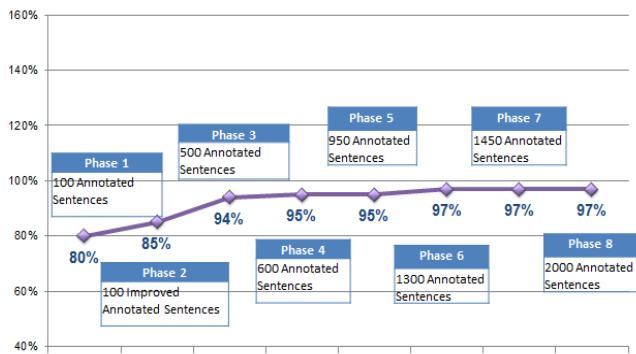 160%
140%
120%
100%
80%
60%
40%
Phase 1
100 Annotated
Sentences
Phase 2
100 Improved
Annotated Sentences
Phase 3
500 Annotated
Sentences
Phase 4
600 Annotated
Sentences
Phase 5
950 Annotated
Sentences
Phase 6
1300 Annotated
Sentences
Phase 7
1450 Annotated
Sentences
Phase 8
2000 Annotated
Sentences
80%
85%
94%
95%
95%
97%
97%
97%